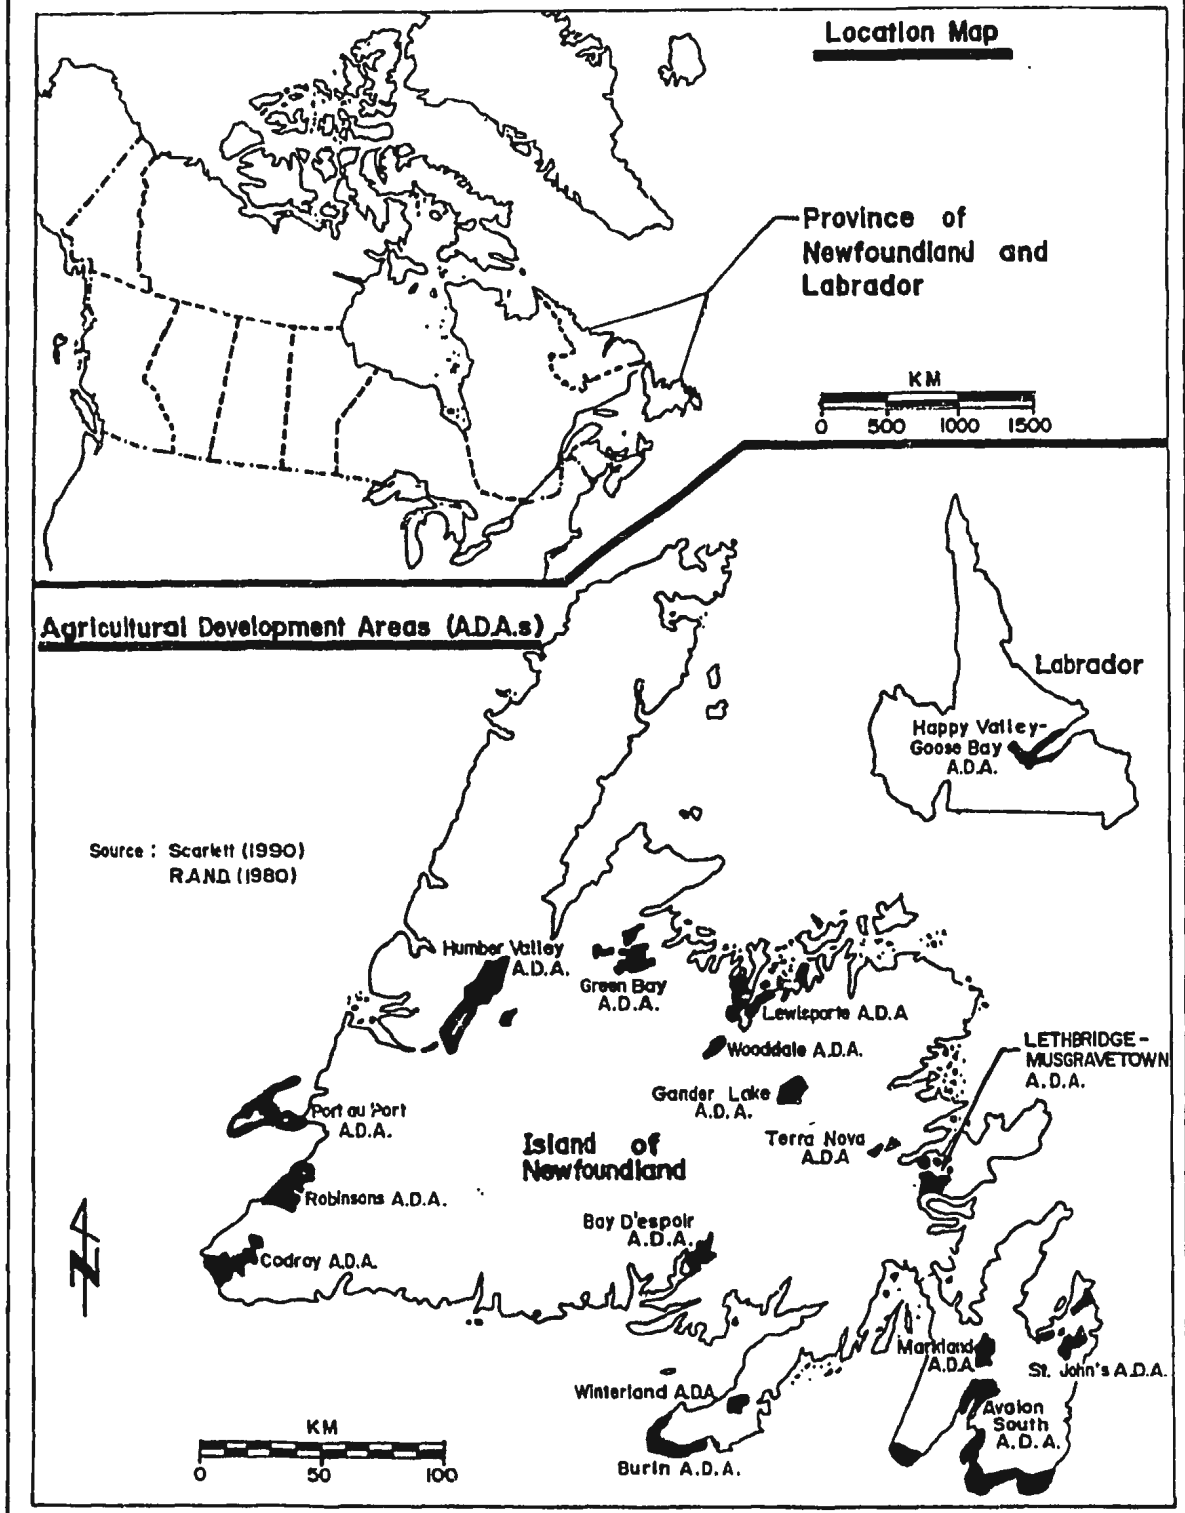 Location Map
Province of
Newfoundland and
Labrador
KM
0 500 1000 1500
Agricultural Development Areas (A.D.A.s)
Labrador
Happy Valley-
Goose Bay
A.D.A.
Source : Scarlett (1990)
R.A.N.D. (1980)
Humber Valley
A.D.A.
Green Bay
A.D.A.
Lewisporte A.D.A
Wooddale A.D.A.
LETHBRIDGE-
MUSGRAVETOWN
A.D.A.
Gander Lake
A.D.A.
Port au Port
A.D.A.
Terra Nova
A.D.A
Island of
Newfoundland
Robinsons A.D.A.
Bay D'espoir
A.D.A.
N
Codroy A.D.A.
Markland
A.D.A.
St. John's A.D.A.
Winterland A.D.A.
Avalon
South
A.D.A.
KM
0 50 100
Burin A.D.A.